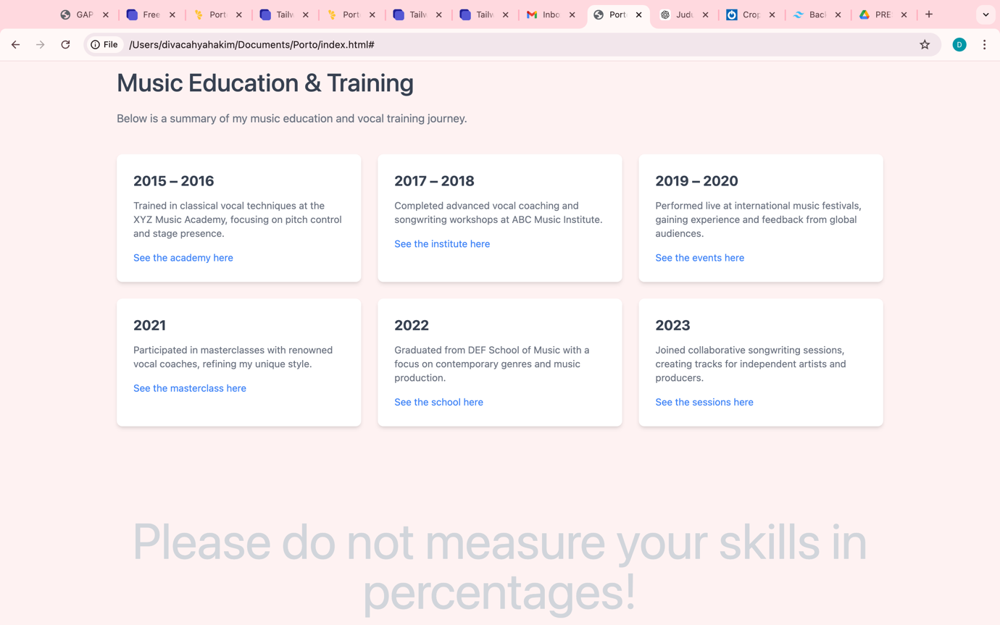 GAP
Free
Port
Tailw
Port
Tailw
Tailw
Inbo
Port
Judu
Crop
Back
PRE
File
/Users/divacahyahakim/Documents/Porto/index.html#
D
Music Education & Training
Below is a summary of my music education and vocal training journey.
2015 – 2016
Trained in classical vocal techniques at the
XYZ Music Academy, focusing on pitch control
and stage presence.
See the academy here
2017 – 2018
Completed advanced vocal coaching and
songwriting workshops at ABC Music Institute.
See the institute here
2019 – 2020
Performed live at international music festivals,
gaining experience and feedback from global
audiences.
See the events here
2021
Participated in masterclasses with renowned
vocal coaches, refining my unique style.
See the masterclass here
2022
Graduated from DEF School of Music with a
focus on contemporary genres and music
production.
See the school here
2023
Joined collaborative songwriting sessions,
creating tracks for independent artists and
producers.
See the sessions here
Please do not measure your skills in
percentages!